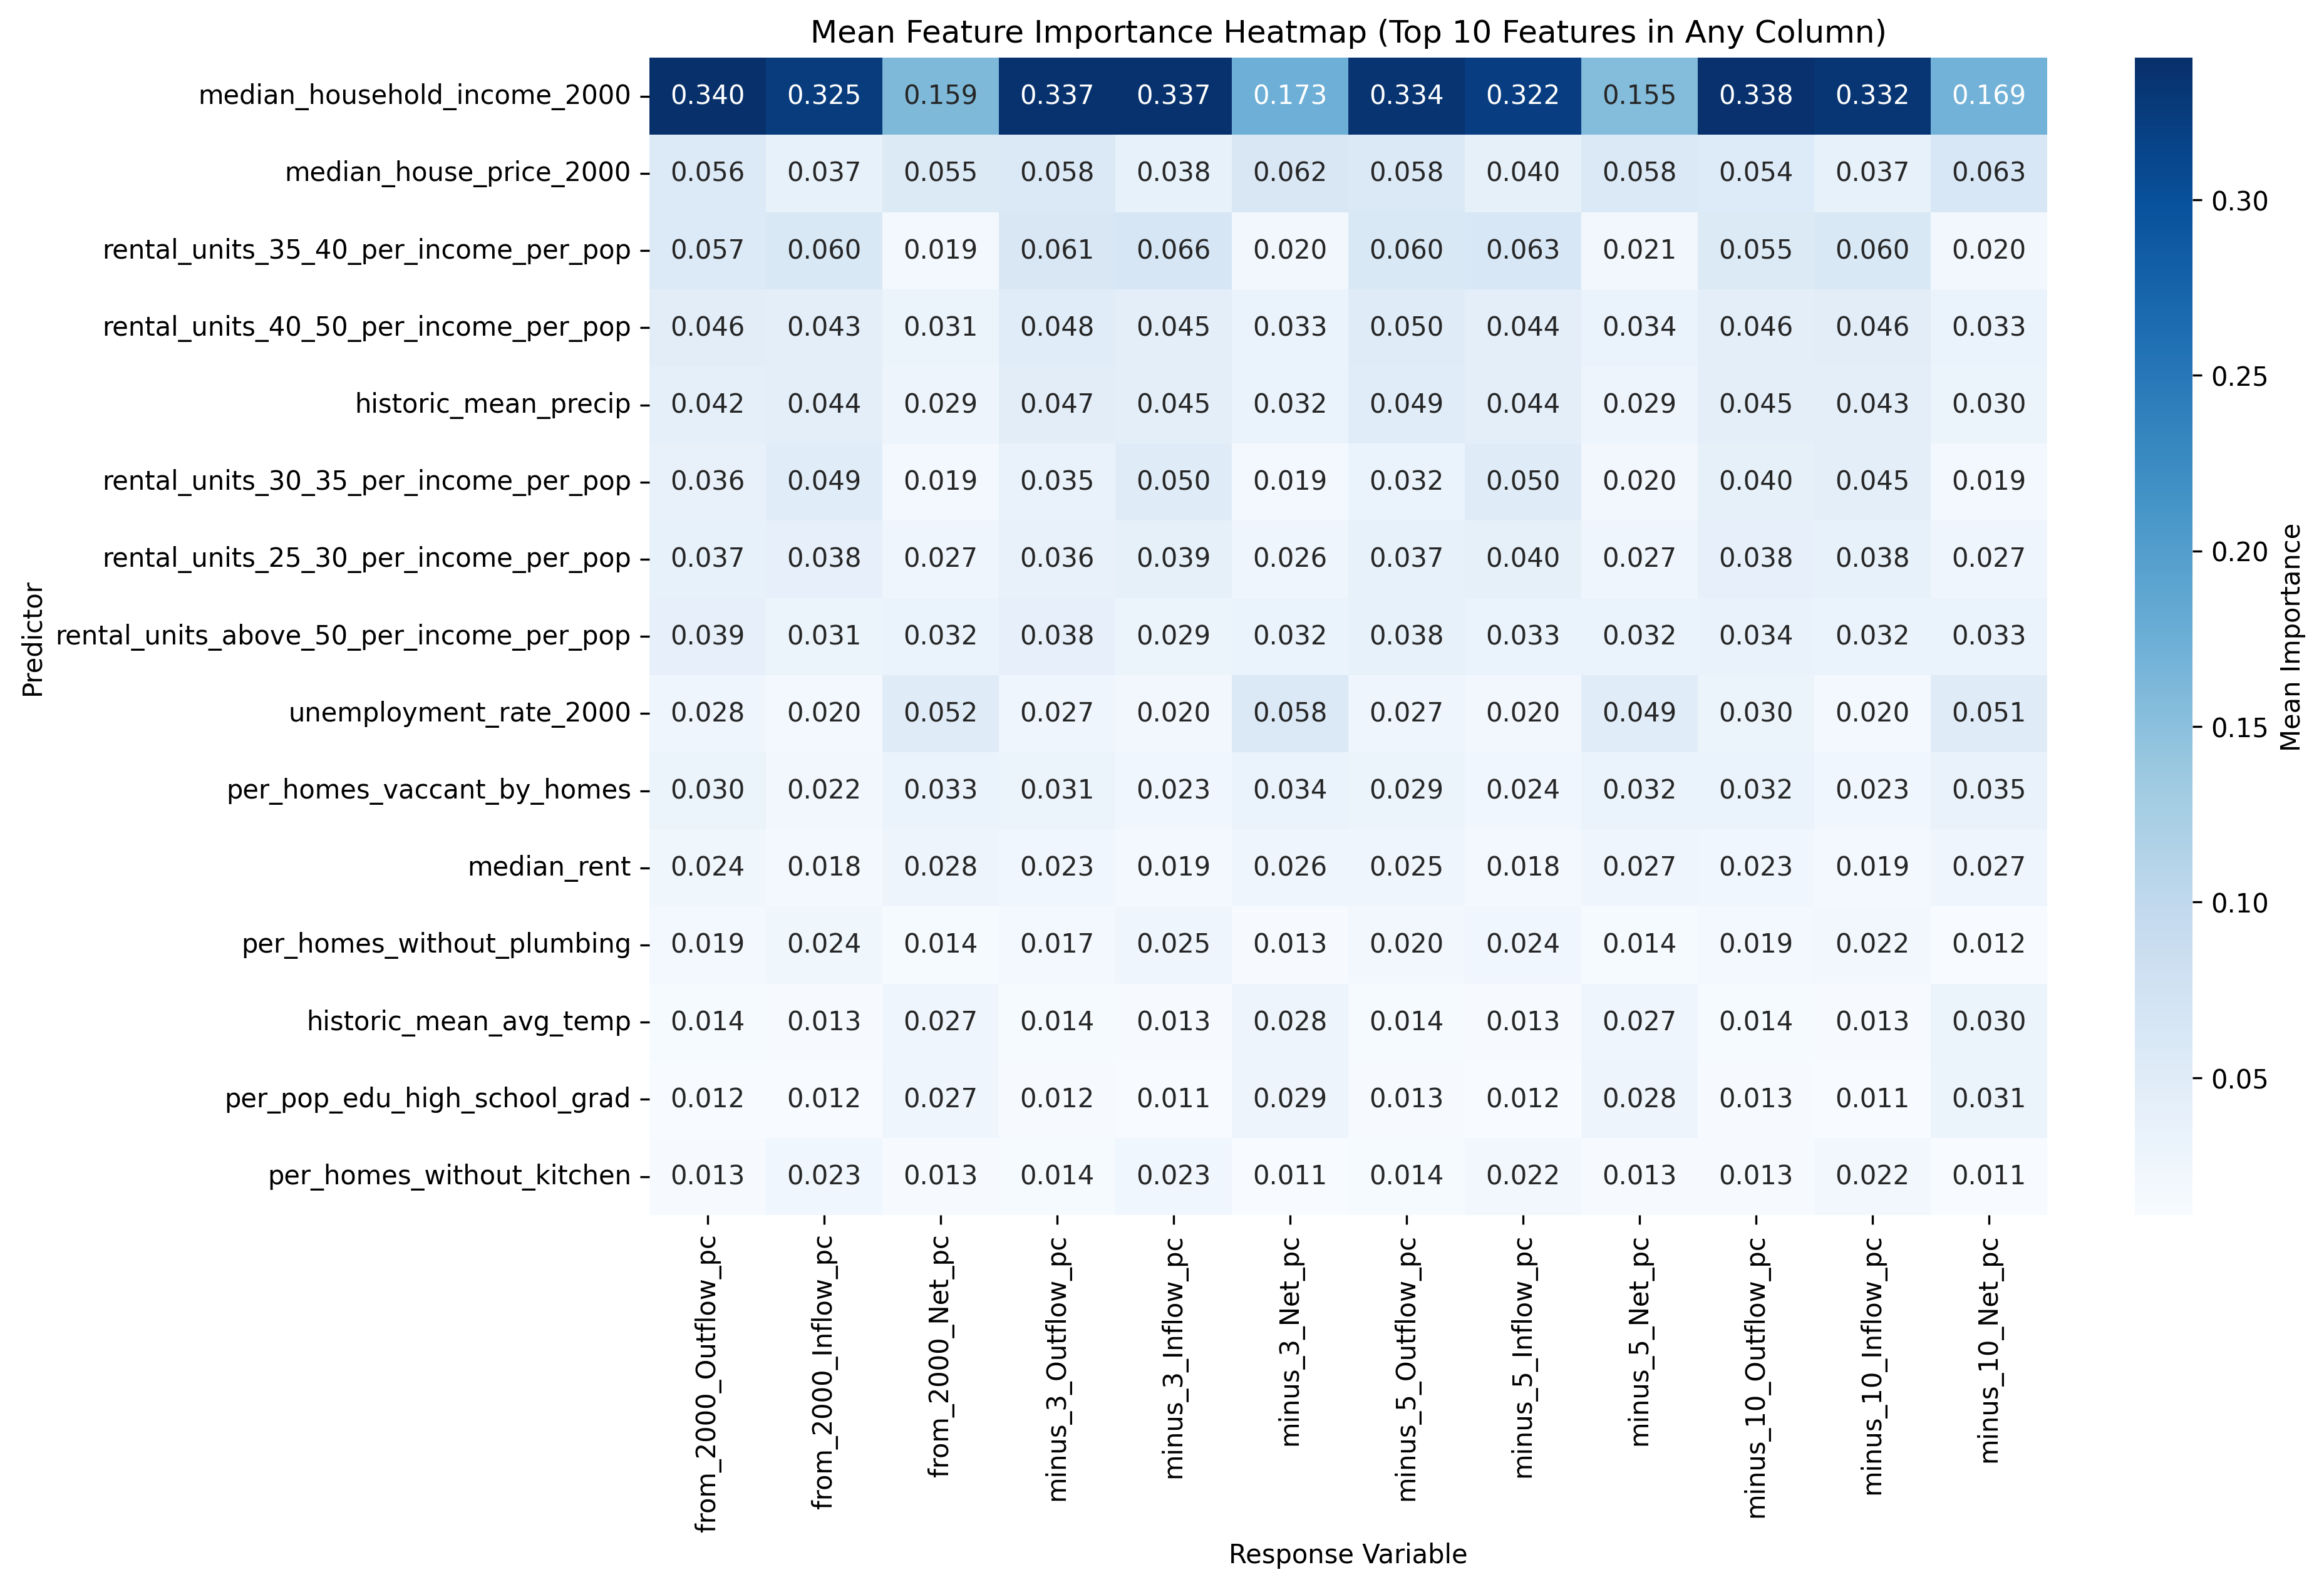 Mean Feature Importance Heatmap (Top 10 Features in Any Column)
Predictor
median_household_income_2000 0.340 0.325 0.159 0.337 0.337 0.173 0.334 0.322 0.155 0.338 0.332 0.169
median_house_price_2000 0.056 0.037 0.055 0.058 0.038 0.062 0.058 0.040 0.058 0.054 0.037 0.063
rental_units_35_40_per_income_per_pop 0.057 0.060 0.019 0.061 0.066 0.020 0.060 0.063 0.021 0.055 0.060 0.020
rental_units_40_50_per_income_per_pop 0.046 0.043 0.031 0.048 0.045 0.033 0.050 0.044 0.034 0.046 0.046 0.033
historic_mean_precip 0.042 0.044 0.029 0.047 0.045 0.032 0.049 0.044 0.029 0.045 0.043 0.030
rental_units_30_35_per_income_per_pop 0.036 0.049 0.019 0.035 0.050 0.019 0.032 0.050 0.020 0.040 0.045 0.019
rental_units_25_30_per_income_per_pop 0.037 0.038 0.027 0.036 0.039 0.026 0.037 0.040 0.027 0.038 0.038 0.027
rental_units_above_50_per_income_per_pop 0.039 0.031 0.032 0.038 0.029 0.032 0.038 0.033 0.032 0.034 0.032 0.033
unemployment_rate_2000 0.028 0.020 0.052 0.027 0.020 0.058 0.027 0.020 0.049 0.030 0.020 0.051
per_homes_vaccant_by_homes 0.030 0.022 0.033 0.031 0.023 0.034 0.029 0.024 0.032 0.032 0.023 0.035
median_rent 0.024 0.018 0.028 0.023 0.019 0.026 0.025 0.018 0.027 0.023 0.019 0.027
per_homes_without_plumbing 0.019 0.024 0.014 0.017 0.025 0.013 0.020 0.024 0.014 0.019 0.022 0.012
historic_mean_avg_temp 0.014 0.013 0.027 0.014 0.013 0.028 0.014 0.013 0.027 0.014 0.013 0.030
per_pop_edu_high_school_grad 0.012 0.012 0.027 0.012 0.011 0.029 0.013 0.012 0.028 0.013 0.011 0.031
per_homes_without_kitchen 0.013 0.023 0.013 0.014 0.023 0.011 0.014 0.022 0.013 0.013 0.022 0.011
from_2000_Outflow_pc
from_2000_Inflow_pc
from_2000_Net_pc
minus_3_Outflow_pc
minus_3_Inflow_pc
minus_3_Net_pc
minus_5_Outflow_pc
minus_5_Inflow_pc
minus_5_Net_pc
minus_10_Outflow_pc
minus_10_Inflow_pc
minus_10_Net_pc
Response Variable
0.30
0.25
0.20
0.15
0.10
0.05
Mean Importance